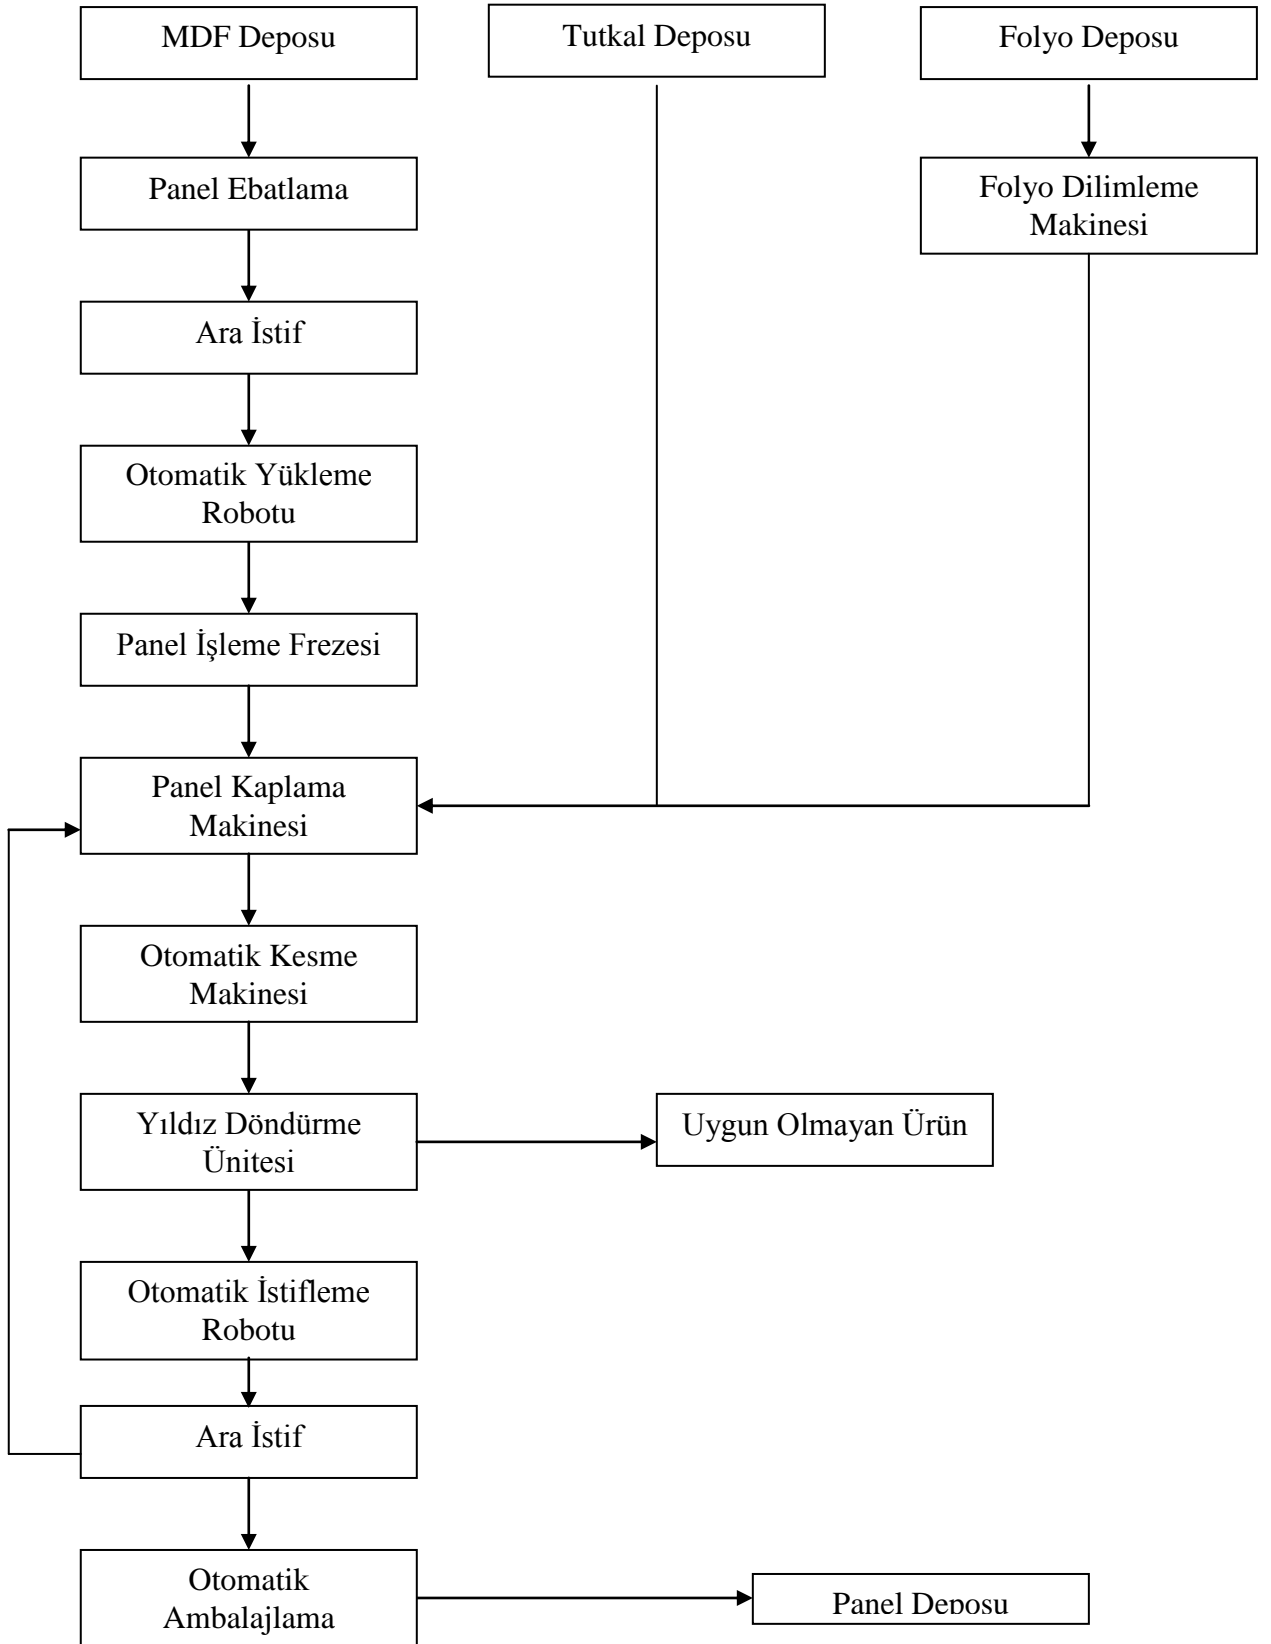 MDF Deposu
Tutkal Deposu
Folyo Deposu
Panel Ebatlama
Folyo Dilimleme
Makinesi
Ara İstif
Otomatik Yükleme
Robotu
Panel İşleme Frezesi
Panel Kaplama
Makinesi
Otomatik Kesme
Makinesi
Yıldız Döndürme
Ünitesi
Uygun Olmayan Ürün
Otomatik İstifleme
Robotu
Ara İstif
Otomatik
Ambalajlama
Panel Deposu